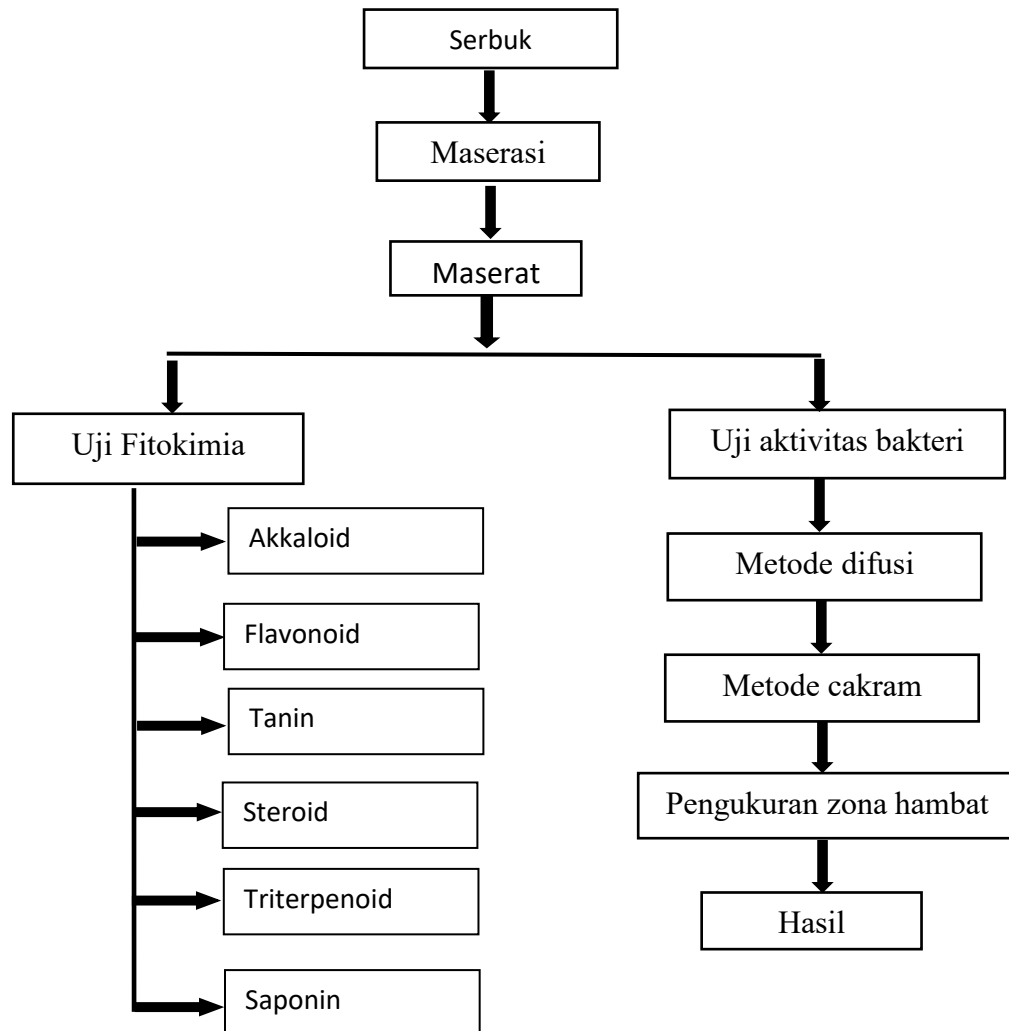 Serbuk
Maserasi
Maserat
Uji Fitokimia
Akkaloid
Flavonoid
Tanin
Steroid
Triterpenoid
Saponin
Uji aktivitas bakteri
Metode difusi
Metode cakram
Pengukuran zona hambat
Hasil